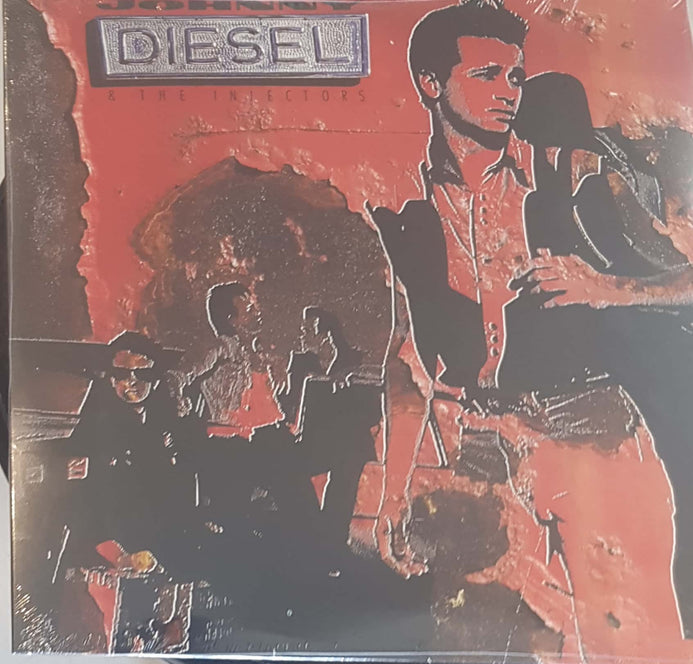 JOHNNY
DIESEL
& THE INJECTORS